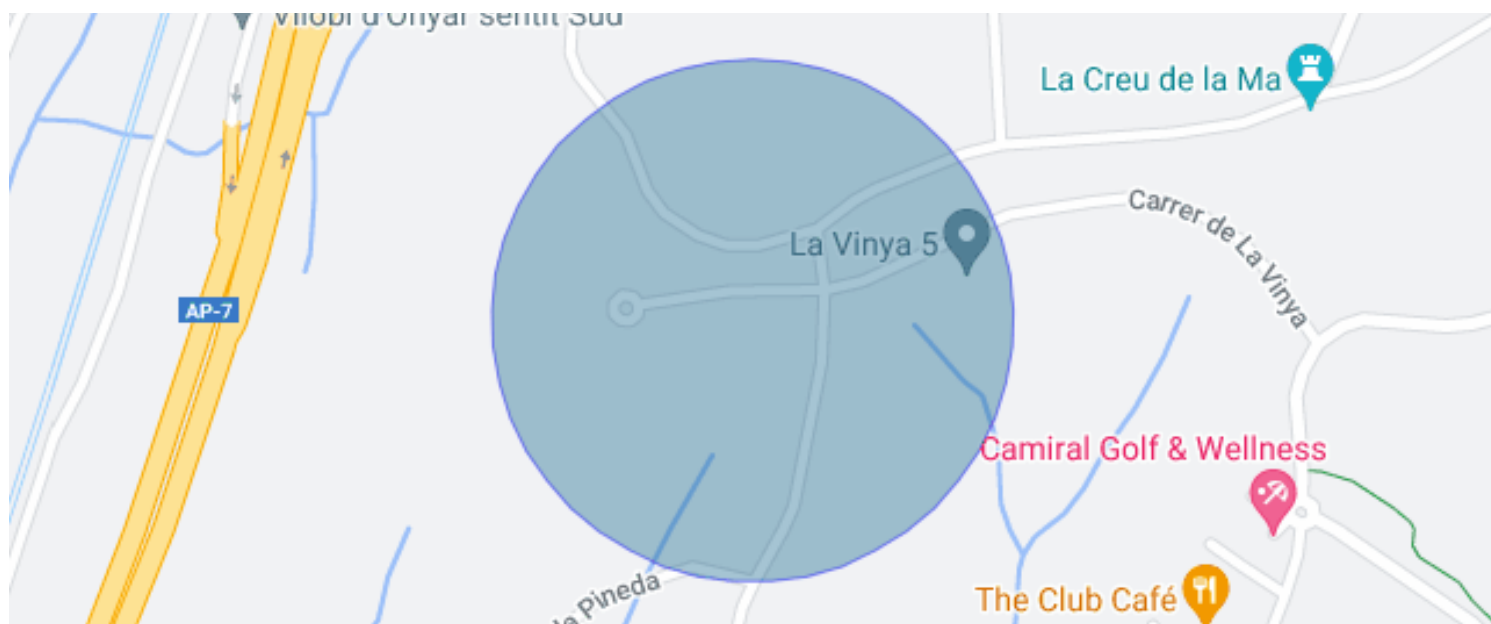 Vilobí d'Onyar sentit Sud
La Creu de la Ma
Carrer de La Vinya
La Vinya 5
AP-7
Camiral Golf & Wellness
The Club Café
Pineda